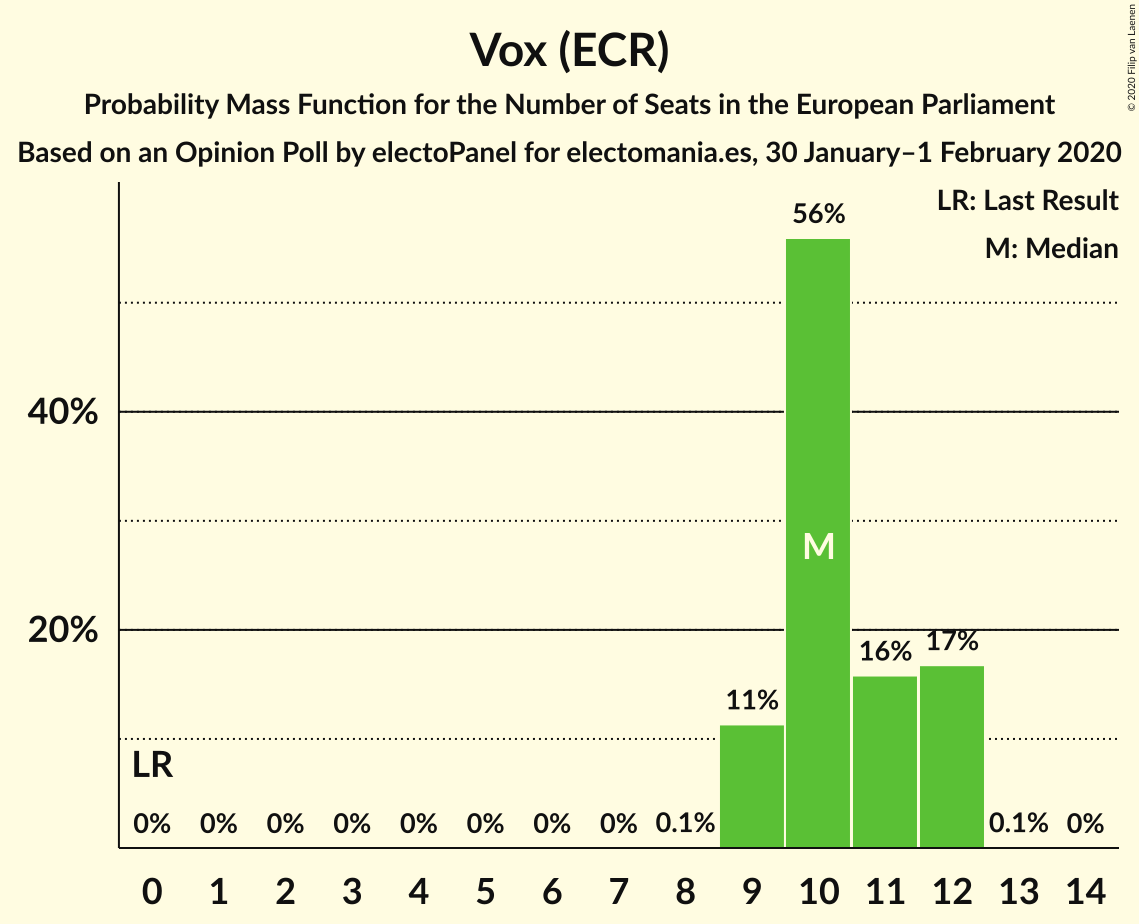 Vox (ECR)
Probability Mass Function for the Number of Seats in the European Parliament
Based on an Opinion Poll by electoPanel for electomania.es, 30 January–1 February 2020
© 2020 Filip van Laenen
LR: Last Result
M: Median
56%
40%
M
20%
17%
16%
11%
LR
0% 0% 0% 0% 0% 0% 0% 0% 0.1% 0.1% 0%
0 1 2 3 4 5 6 7 8 9 10 11 12 13 14